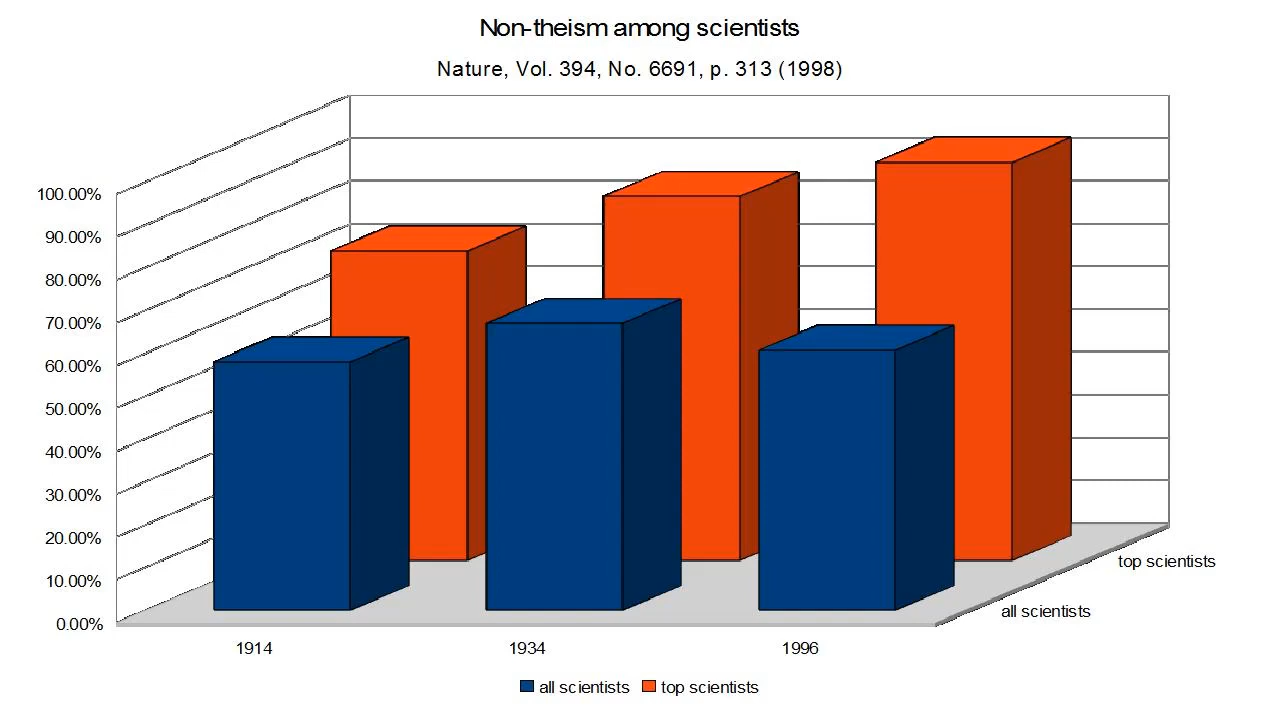 Non-theism among scientists
Nature, Vol. 394, No. 6691, p. 313 (1998)
100.00%
90.00%
80.00%
70.00%
60.00%
50.00%
40.00%
30.00%
20.00%
10.00%
0.00%
top scientists
all scientists
1914 1934 1996
all scientists top scientists